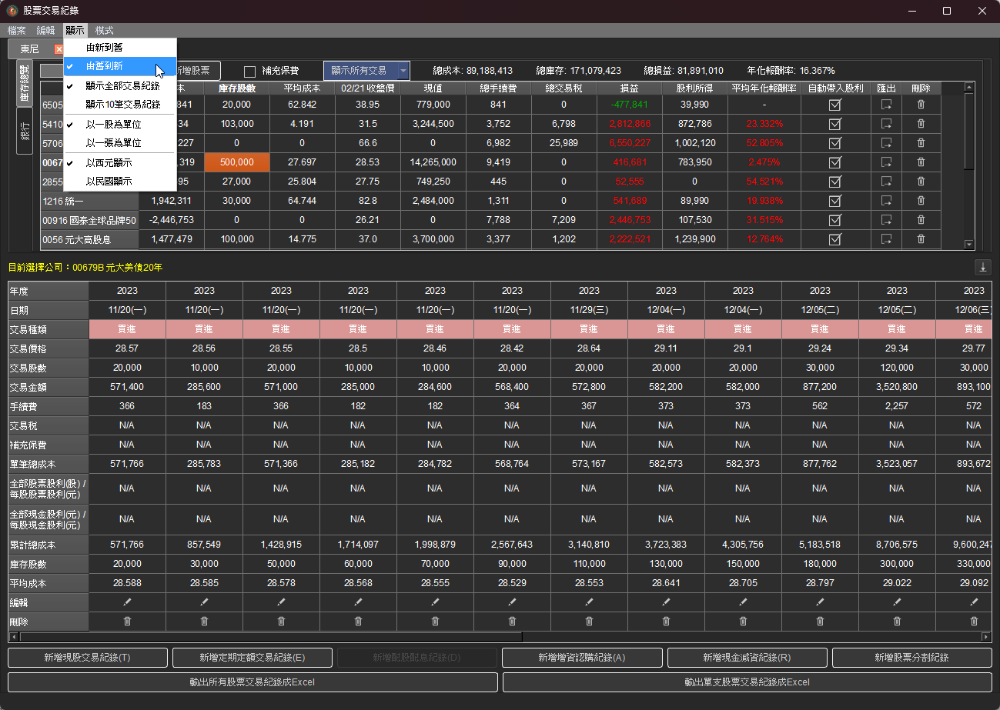 股票交易紀錄
檔案 編輯 顯示 模式
東尼
由新到舊
由舊到新
顯示全部交易紀錄
顯示10筆交易紀錄
以一股為單位
以一張為單位
以西元顯示
以民國顯示
庫存總覽
銀行
增股票 補充保費 顯示所有交易 總成本: 89,188,413 總庫存: 171,079,423 總損益: 81,891,010 年化報酬率: 16.367%
本 庫存股數 平均成本 02/21 收盤價 現值 總手續費 總交易稅 損益 股利所得 平均年化報酬率 自動帶入股利 匯出 刪除
6505 841 20,000 62.842 38.95 779,000 841 0 -477,841 39,990 -
5410 34 103,000 4.191 31.5 3,244,500 3,752 6,798 2,812,866 872,786 23.332%
5706 227 0 0 66.6 0 6,982 25,989 6,550,227 1,002,120 52.805%
0067 319 500,000 27.697 28.53 14,265,000 9,419 0 416,681 783,950 2.475%
2855 95 27,000 25.804 27.75 749,250 445 0 52,555 0 54.521%
1216 統一 1,942,311 30,000 64.744 82.8 2,484,000 1,311 0 541,689 89,990 19.938%
00916 國泰全球品牌50 -2,446,753 0 0 26.21 0 7,788 7,209 2,446,753 107,530 31.515%
0056 元大高股息 1,477,479 100,000 14.775 37.0 3,700,000 3,377 1,202 2,222,521 1,239,900 12.764%
目前選擇公司：00679B 元大美債20年
年度 2023 2023 2023 2023 2023 2023 2023 2023 2023 2023 2023 2023
日期 11/20(一) 11/20(一) 11/20(一) 11/20(一) 11/20(一) 11/20(一) 11/29(三) 12/04(一) 12/04(一) 12/05(二) 12/05(二) 12/06(三
交易種類 買進 買進 買進 買進 買進 買進 買進 買進 買進 買進 買進 買進
交易價格 28.57 28.56 28.55 28.5 28.46 28.42 28.64 29.11 29.1 29.24 29.34 29.77
交易股數 20,000 10,000 20,000 10,000 10,000 20,000 20,000 20,000 20,000 30,000 120,000 30,000
交易金額 571,400 285,600 571,000 285,000 284,600 568,400 572,800 582,200 582,000 877,200 3,520,800 893,100
手續費 366 183 366 182 182 364 367 373 373 562 2,257 572
交易稅 N/A N/A N/A N/A N/A N/A N/A N/A N/A N/A N/A N/A
補充保費 N/A N/A N/A N/A N/A N/A N/A N/A N/A N/A N/A N/A
單筆總成本 571,766 285,783 571,366 285,182 284,782 568,764 573,167 582,573 582,373 877,762 3,523,057 893,672
全部股票股利(股) /
每股股票股利(元) N/A N/A N/A N/A N/A N/A N/A N/A N/A N/A N/A N/A
全部現金股利(元) /
每股現金股利(元) N/A N/A N/A N/A N/A N/A N/A N/A N/A N/A N/A N/A
累計總成本 571,766 857,549 1,428,915 1,714,097 1,998,879 2,567,643 3,140,810 3,723,383 4,305,756 5,183,518 8,706,575 9,600,247
庫存股數 20,000 30,000 50,000 60,000 70,000 90,000 110,000 130,000 150,000 180,000 300,000 330,000
平均成本 28.588 28.585 28.578 28.568 28.555 28.529 28.553 28.641 28.705 28.797 29.022 29.092
編輯
刪除
新增現股交易紀錄(T) 新增定期定額交易紀錄(E) 新增配股配息紀錄(D) 新增增資認購紀錄(A) 新增現金減資紀錄(R) 新增股票分割紀錄
輸出所有股票交易紀錄成Excel 輸出單支股票交易紀錄成Excel